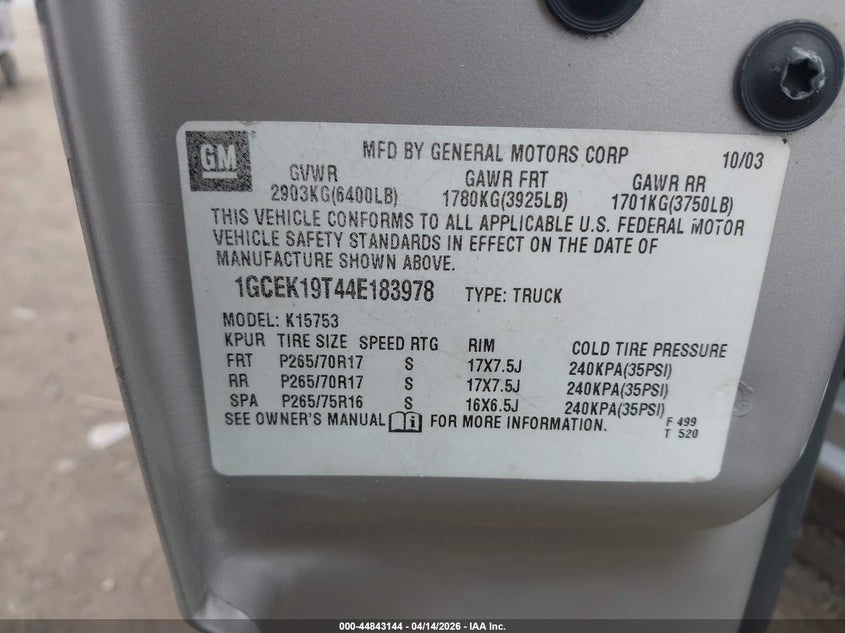 GM
MFD BY GENERAL MOTORS CORP 10/03
GVWR GAWR FRT GAWR RR
2903KG(6400LB) 1780KG(3925LB) 1701KG(3750LB)
THIS VEHICLE CONFORMS TO ALL APPLICABLE U.S. FEDERAL MOTOR
VEHICLE SAFETY STANDARDS IN EFFECT ON THE DATE OF
MANUFACTURE SHOWN ABOVE.
1GCEK19T44E183978 TYPE: TRUCK
MODEL: K15753
KPUR TIRE SIZE SPEED RTG RIM COLD TIRE PRESSURE
FRT P265/70R17 S 17X7.5J 240KPA(35PSI)
RR P265/70R17 S 17X7.5J 240KPA(35PSI)
SPA P265/75R16 S 16X6.5J 240KPA(35PSI)
SEE OWNER'S MANUAL i FOR MORE INFORMATION. F 499
T 520
000-44843144 | 04/14/2026 - IAA Inc.